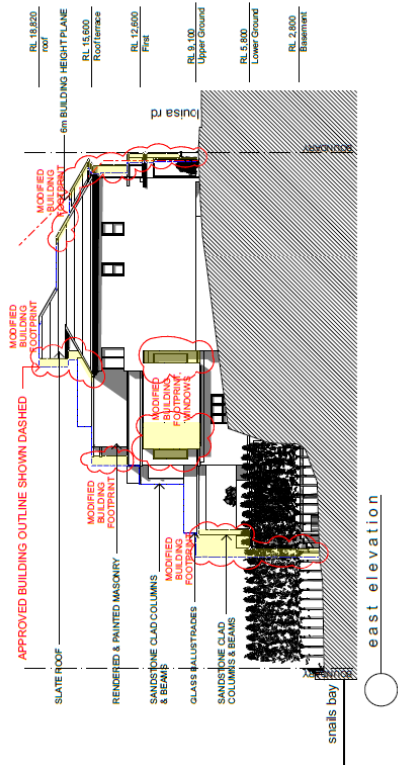 APPROVED BUILDING OUTLINE SHOWN DASHED
SLATE ROOF
RENDERED & PAINTED MASONRY
SANDSTONE CLAD COLUMNS
& BEAMS
GLASS BALUSTRADES
SANDSTONE CLAD
COLUMNS & BEAMS
MODIFIED
BUILDING
FOOTPRINT
MODIFIED
BUILDING
FOOTPRINT
MODIFIED
BUILDING
FOOTPRINT
MODIFIED
BUILDING
FOOTPRINT
WINDOWS
MODIFIED
BUILDING
FOOTPRINT
6m BUILDING HEIGHT PLANE
RL 18,820
roof
RL 15,600
Roof terrace
RL 12,600
First
RL 9,100
Upper Ground
RL 5,800
Lower Ground
RL 2,800
Basement
louisa rd
BOUNDARY
BOUNDARY
snails bay
east elevation